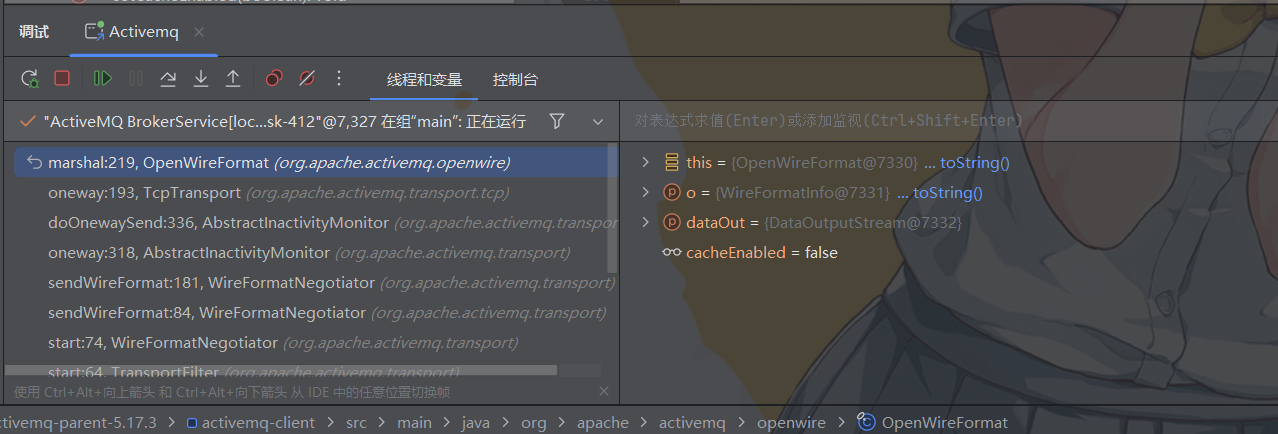 调试 Activemq
线程和变量 控制台
"ActiveMQ BrokerService[loc...sk-412"@7,327 在组“main”: 正在运行
对表达式求值(Enter)或添加监视(Ctrl+Shift+Enter)
marshal:219, OpenWireFormat (org.apache.activemq.openwire)
oneway:193, TcpTransport (org.apache.activemq.transport.tcp)
doOnewaySend:336, AbstractInactivityMonitor (org.apache.activemq.transpor
oneway:318, AbstractInactivityMonitor (org.apache.activemq.transport)
sendWireFormat:181, WireFormatNegotiator (org.apache.activemq.transport)
sendWireFormat:84, WireFormatNegotiator (org.apache.activemq.transport)
start:74, WireFormatNegotiator (org.apache.activemq.transport)
start:64, TransportFilter (org.apache.activemq.transport)
使用 Ctrl+Alt+向上箭头 和 Ctrl+Alt+向下箭头 从 IDE 中的任意位置切换帧
this = {OpenWireFormat@7330} ... toString()
o = {WireFormatInfo@7331} ... toString()
dataOut = {DataOutputStream@7332}
cacheEnabled = false
ctivemq-parent-5.17.3 > activemq-client > src > main > java > org > apache > activemq > openwire > OpenWireFormat